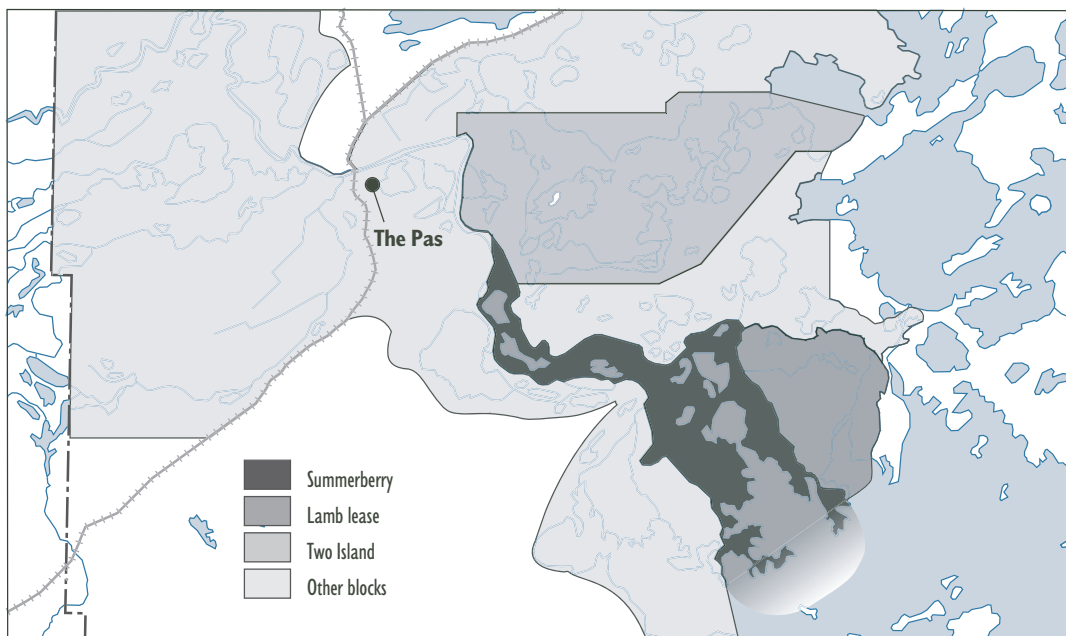 The Pas
Summerberry
Lamb lease
Two Island
Other blocks